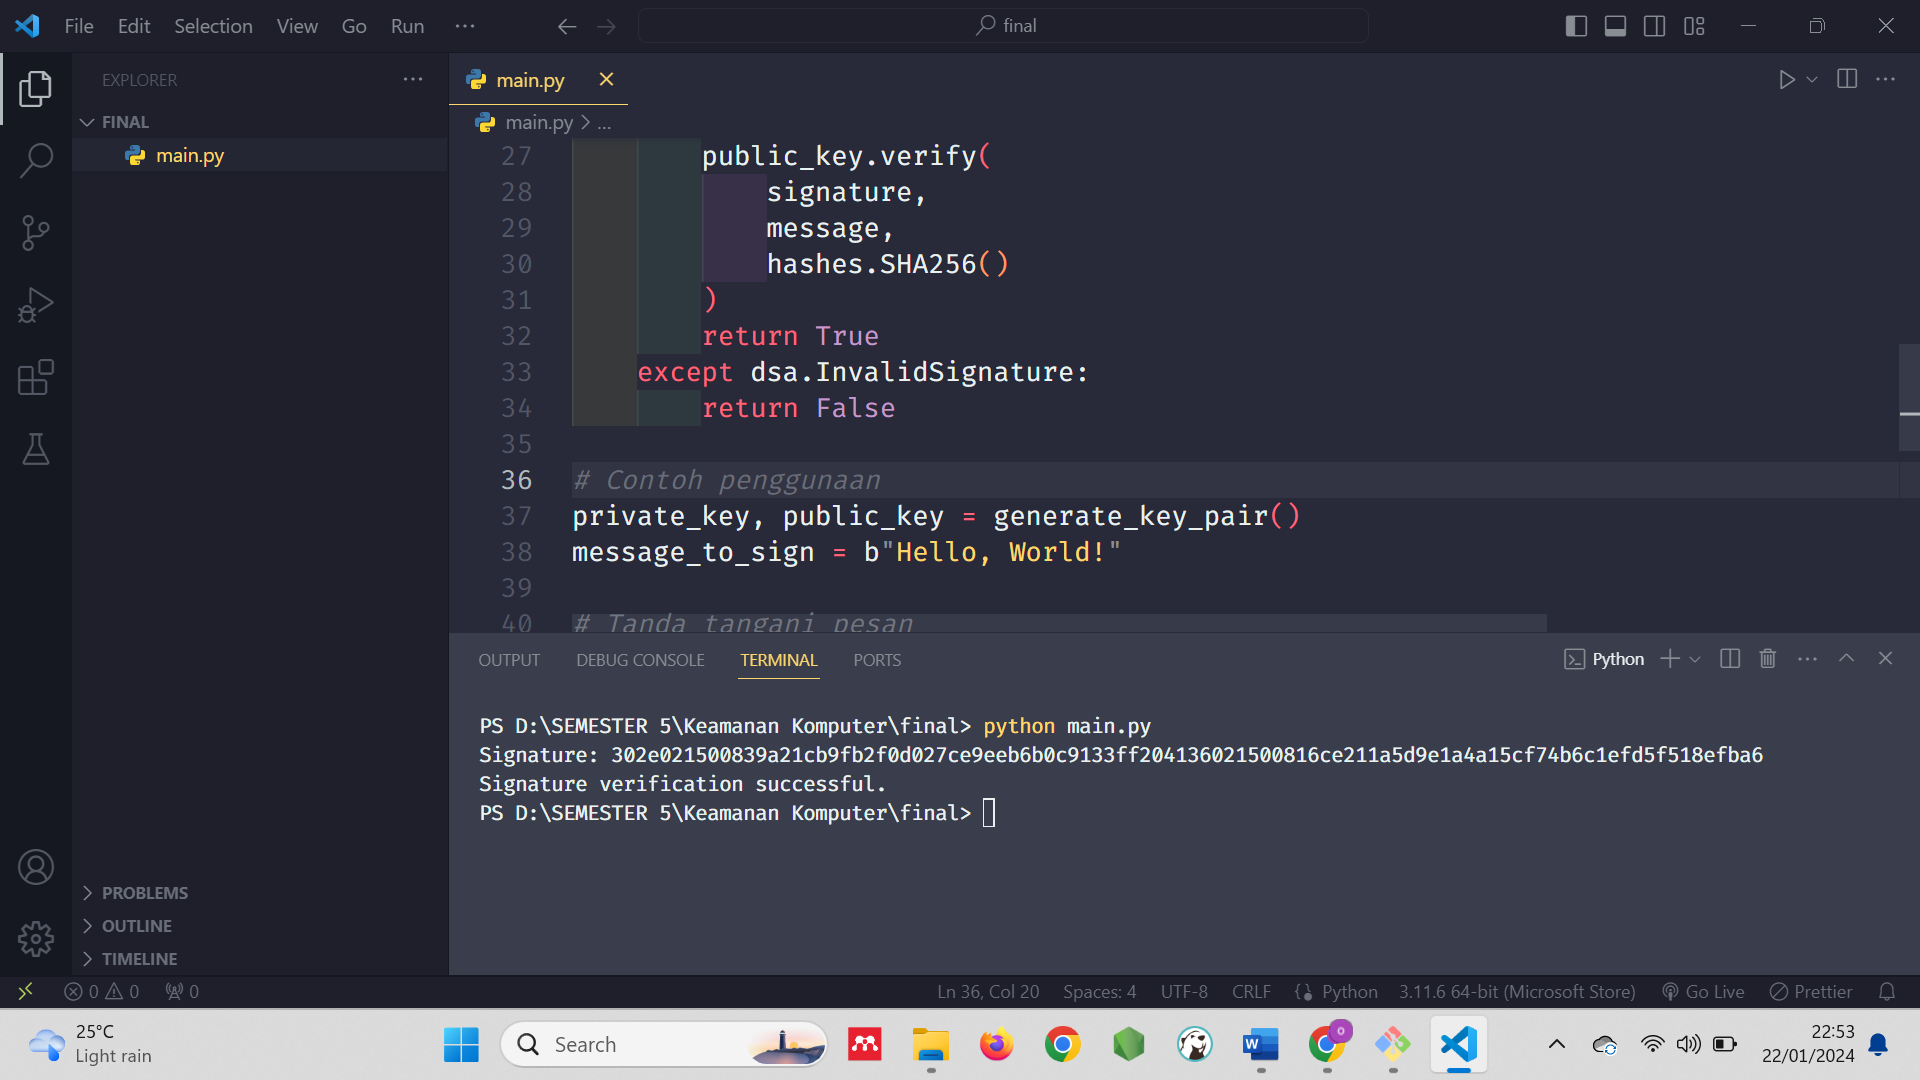 File Edit Selection View Go Run ···
final
EXPLORER
FINAL
main.py
main.py
main.py > ...
27 public_key.verify(
28 signature,
29 message,
30 hashes.SHA256()
31 )
32 return True
33 except dsa.InvalidSignature:
34 return False
35
36 # Contoh penggunaan
37 private_key, public_key = generate_key_pair()
38 message_to_sign = b"Hello, World!"
39
40 # Tanda tangani pesan
OUTPUT DEBUG CONSOLE TERMINAL PORTS
Python
PS D:\SEMESTER 5\Keamanan Komputer\final> python main.py
Signature: 302e021500839a21cb9fb2f0d027ce9eeb6b0c9133ff204136021500816ce211a5d9e1a4a15cf74b6c1efd5f518efba6
Signature verification successful.
PS D:\SEMESTER 5\Keamanan Komputer\final>
PROBLEMS
OUTLINE
TIMELINE
0 0 0
Ln 36, Col 20 Spaces: 4 UTF-8 CRLF Python 3.11.6 64-bit (Microsoft Store) Go Live Prettier
25°C
Light rain
Search
W
o
22:53
22/01/2024